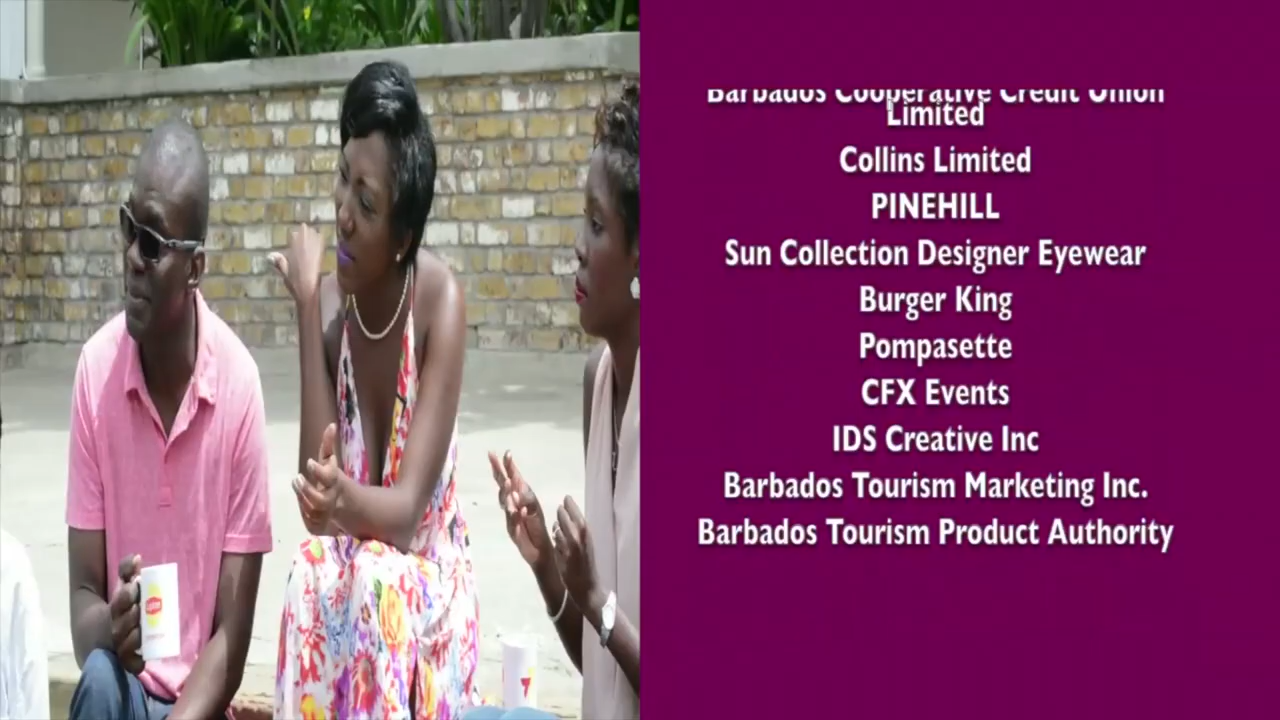 Barbados Cooperative Credit Union
Limited
Collins Limited
PINEHILL
Sun Collection Designer Eyewear
Burger King
Pompasette
CFX Events
IDS Creative Inc
Barbados Tourism Marketing Inc.
Barbados Tourism Product Authority
Lipton